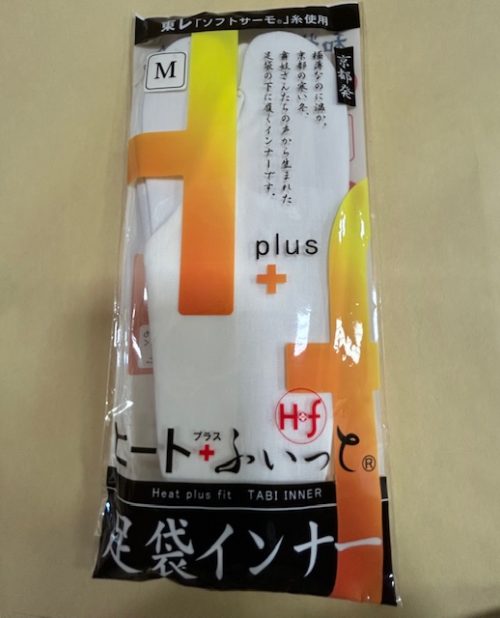 東レ「ソフトサーモ®」糸使用
M
京都発
極薄なのに温か。
京都の寒い冬、
舞妓さんたちの声から生まれた
足袋の下に履くインナーです。
plus
+
H+f
プラス
ヒート+ふぃっと®
Heat plus fit TABI INNER
足袋インナー